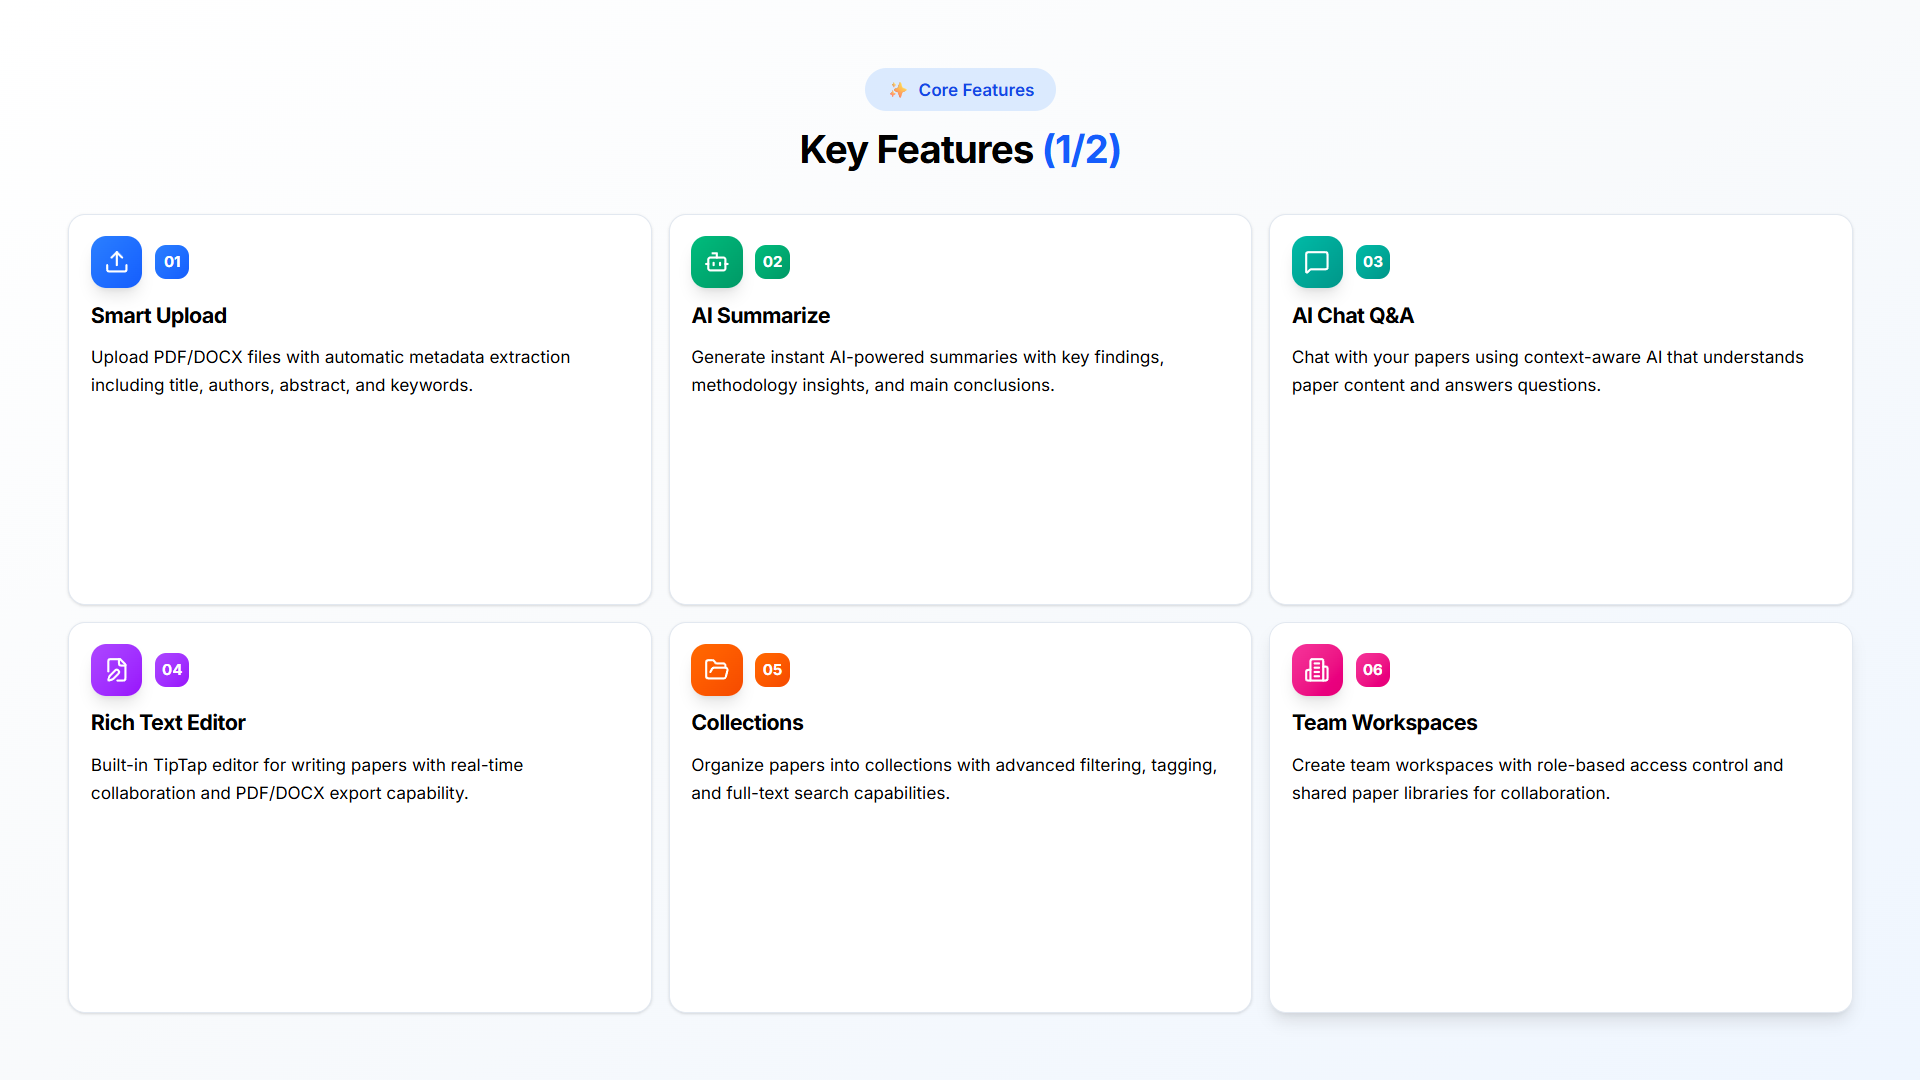 Core Features
Key Features (1/2)
01
Smart Upload
Upload PDF/DOCX files with automatic metadata extraction
including title, authors, abstract, and keywords.
02
AI Summarize
Generate instant AI-powered summaries with key findings,
methodology insights, and main conclusions.
03
AI Chat Q&A
Chat with your papers using context-aware AI that understands
paper content and answers questions.
04
Rich Text Editor
Built-in TipTap editor for writing papers with real-time
collaboration and PDF/DOCX export capability.
05
Collections
Organize papers into collections with advanced filtering, tagging,
and full-text search capabilities.
06
Team Workspaces
Create team workspaces with role-based access control and
shared paper libraries for collaboration.